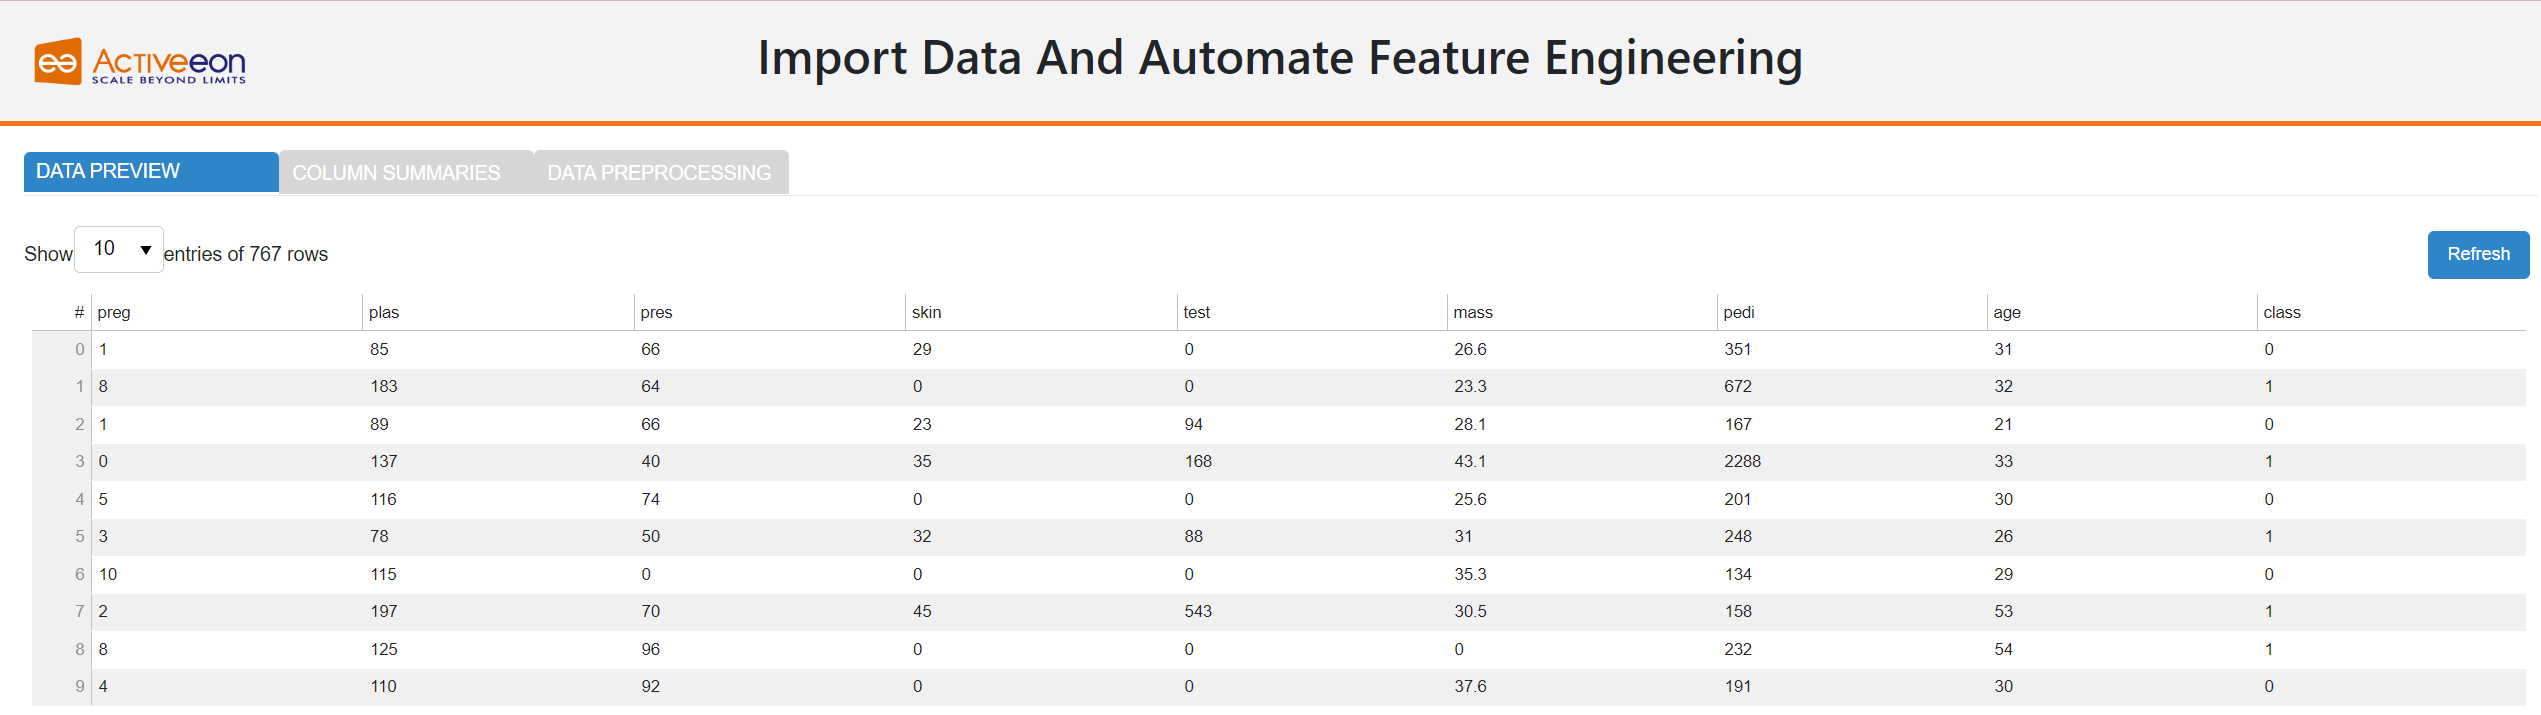 Activeeon
SCALE BEYOND LIMITS
Import Data And Automate Feature Engineering
DATA PREVIEW COLUMN SUMMARIES DATA PREPROCESSING
Show 10 entries of 767 rows Refresh
# preg plas pres skin test mass pedi age class
0 1 85 66 29 0 26.6 351 31 0
1 8 183 64 0 0 23.3 672 32 1
2 1 89 66 23 94 28.1 167 21 0
3 0 137 40 35 168 43.1 2288 33 1
4 5 116 74 0 0 25.6 201 30 0
5 3 78 50 32 88 31 248 26 1
6 10 115 0 0 0 35.3 134 29 0
7 2 197 70 45 543 30.5 158 53 1
8 8 125 96 0 0 0 232 54 1
9 4 110 92 0 0 37.6 191 30 0